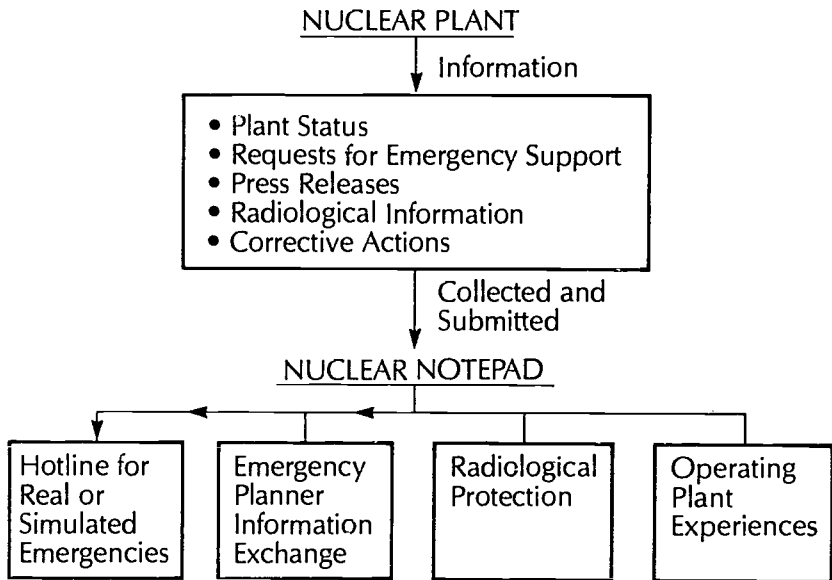 NUCLEAR PLANT
Information
• Plant Status
• Requests for Emergency Support
• Press Releases
• Radiological Information
• Corrective Actions
Collected and
Submitted
NUCLEAR NOTEPAD
Hotline for
Real or
Simulated
Emergencies
Emergency
Planner
Information
Exchange
Radiological
Protection
Operating
Plant
Experiences